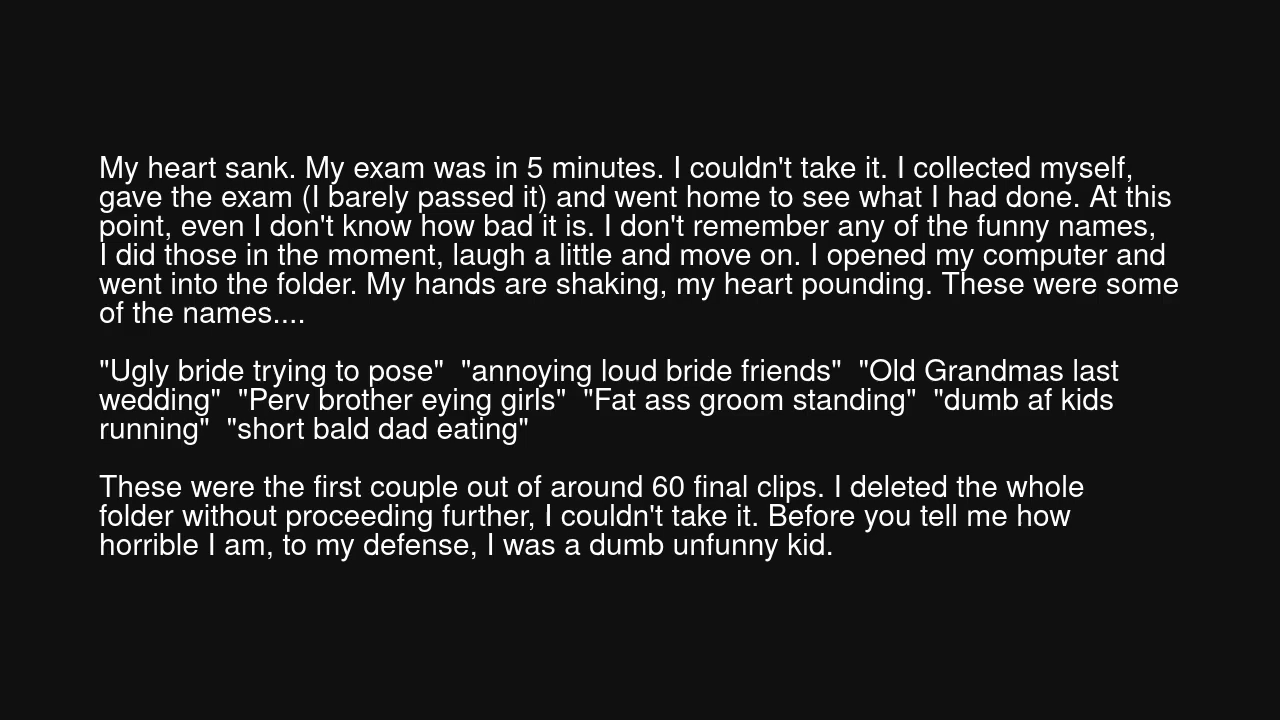 My heart sank. My exam was in 5 minutes. I couldn't take it. I collected myself,
gave the exam (I barely passed it) and went home to see what I had done. At this
point, even I don't know how bad it is. I don't remember any of the funny names,
I did those in the moment, laugh a little and move on. I opened my computer and
went into the folder. My hands are shaking, my heart pounding. These were some
of the names....
"Ugly bride trying to pose"  "annoying loud bride friends"  "Old Grandmas last
wedding"  "Perv brother eying girls"  "Fat ass groom standing"  "dumb af kids
running"  "short bald dad eating"
These were the first couple out of around 60 final clips. I deleted the whole
folder without proceeding further, I couldn't take it. Before you tell me how
horrible I am, to my defense, I was a dumb unfunny kid.